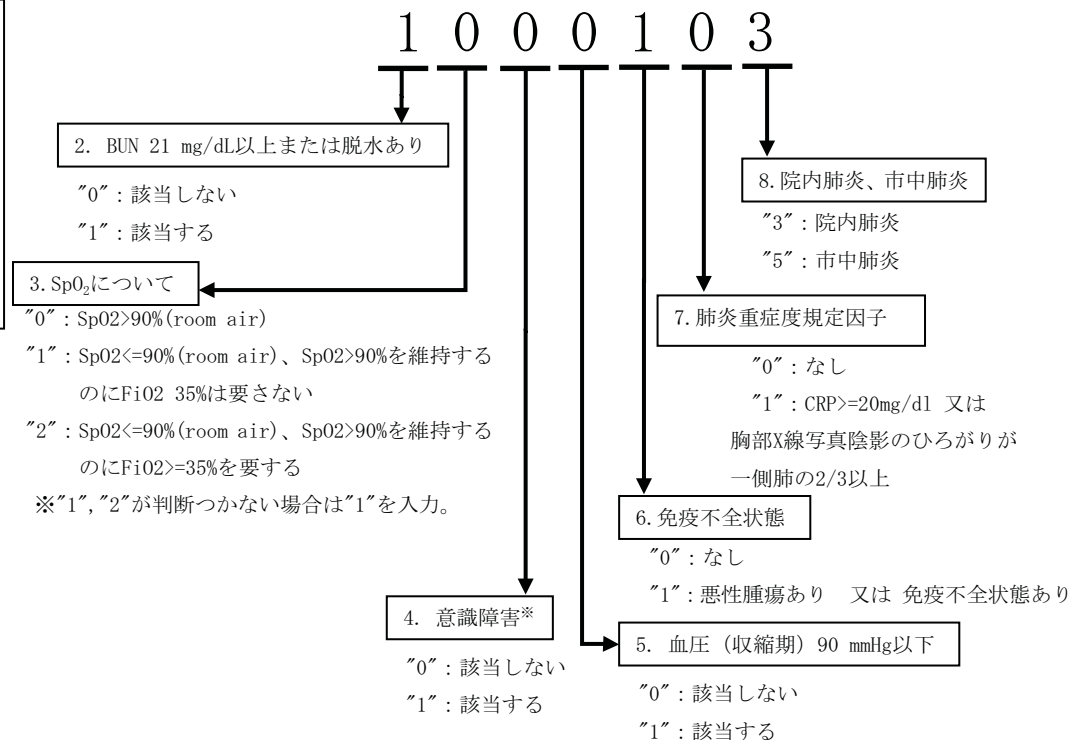 1 0 0 0 1 0 3
2. BUN 21 mg/dL以上または脱水あり
"0"：該当しない
"1"：該当する
3.SpO₂について
"0"：SpO2>90%(room air)
"1"：SpO2<=90%(room air)、SpO2>90%を維持する
のにFiO2 35%は要さない
"2"：SpO2<=90%(room air)、SpO2>90%を維持する
のにFiO2>=35%を要する
※"1","2"が判断つかない場合は"1"を入力。
4. 意識障害※
"0"：該当しない
"1"：該当する
5. 血圧（収縮期）90 mmHg以下
"0"：該当しない
"1"：該当する
6.免疫不全状態
"0"：なし
"1"：悪性腫瘍あり　又は 免疫不全状態あり
7.肺炎重症度規定因子
"0"：なし
"1"：CRP>=20mg/dl 又は
胸部X線写真陰影のひろがりが
一側肺の2/3以上
8.院内肺炎、市中肺炎
"3"：院内肺炎
"5"：市中肺炎